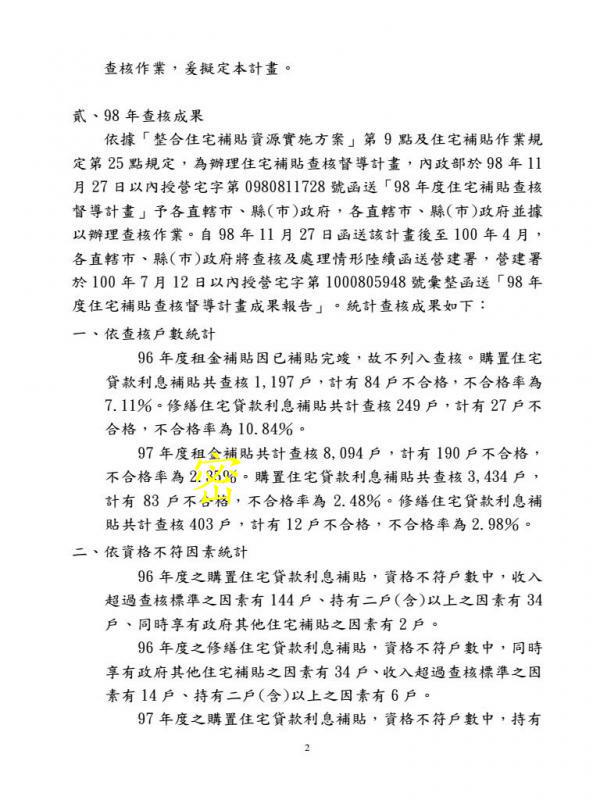 查核作業，爰擬定本計畫。
貳、98 年查核成果
依據「整合住宅補貼資源實施方案」第 9 點及住宅補貼作業規
定第 25 點規定，為辦理住宅補貼查核督導計畫，內政部於 98 年 11
月 27 日以內授營宅字第 0980811728 號函送「98 年度住宅補貼查核
督導計畫」予各直轄市、縣(市)政府，各直轄市、縣(市)政府並據
以辦理查核作業。自 98 年 11 月 27 日函送該計畫後至 100 年 4 月，
各直轄市、縣(市)政府將查核及處理情形陸續函送營建署，營建署
於 100 年 7 月 12 日以內授營宅字第 1000805948 號彙整函送「98 年
度住宅補貼查核督導計畫成果報告」。統計查核成果如下：
一、依查核戶數統計
96 年度租金補貼因已補貼完竣，故不列入查核。購置住宅
貸款利息補貼共查核 1,197 戶，計有 84 戶不合格，不合格率為
7.11%。修繕住宅貸款利息補貼共計查核 249 戶，計有 27 戶不
合格，不合格率為 10.84%。
97 年度租金補貼共計查核 8,094 戶，計有 190 戶不合格，
不合格率為 2.35%。購置住宅貸款利息補貼共查核 3,434 戶，
計有 83 戶不合格，不合格率為 2.48%。修繕住宅貸款利息補
貼共計查核 403 戶，計有 12 戶不合格，不合格率為 2.98%。
密
二、依資格不符因素統計
96 年度之購置住宅貸款利息補貼，資格不符戶數中，收入
超過查核標準之因素有 144 戶、持有二戶(含)以上之因素有 34
戶、同時享有政府其他住宅補貼之因素有 2 戶。
96 年度之修繕住宅貸款利息補貼，資格不符戶數中，同時
享有政府其他住宅補貼之因素有 34 戶、收入超過查核標準之因
素有 14 戶、持有二戶(含)以上之因素有 6 戶。
97 年度之購置住宅貸款利息補貼，資格不符戶數中，持有
2